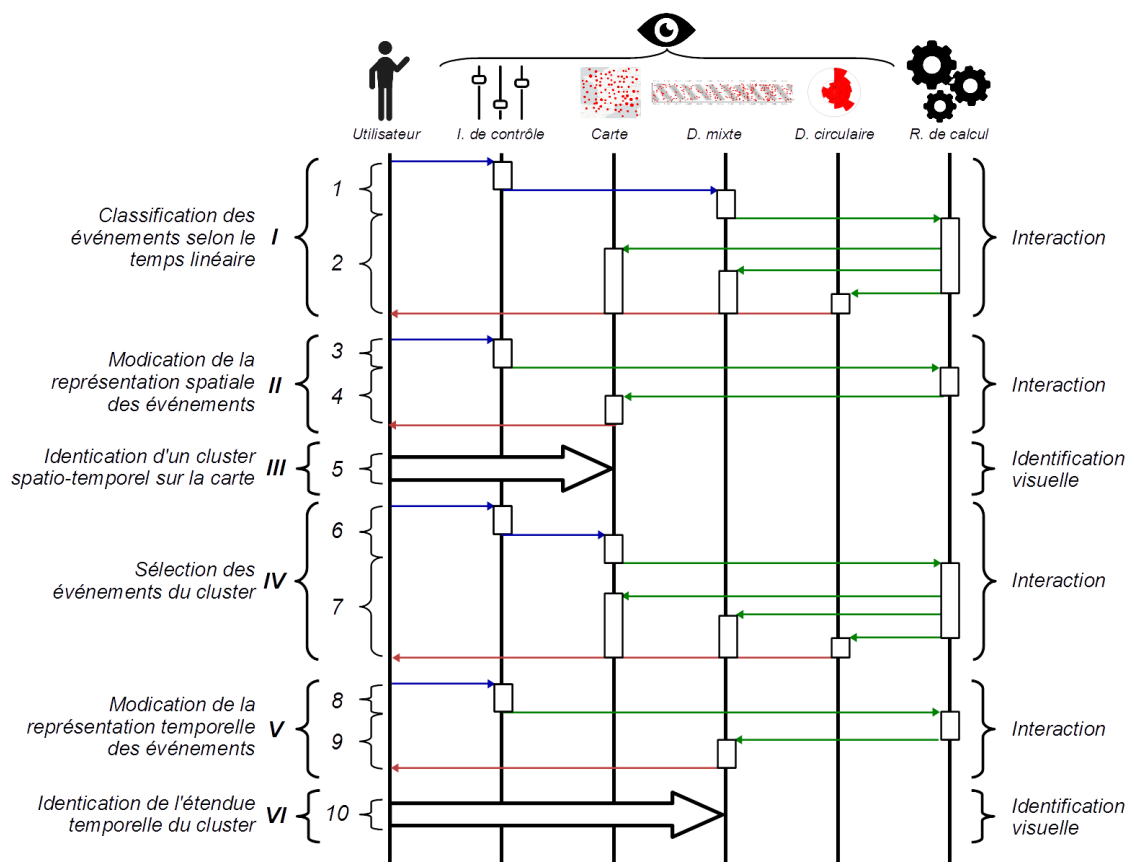 Utilisateur
I. de contrôle
Carte
D. mixte
D. circulaire
R. de calcul
Classification des
événements selon le
temps linéaire
I
1
2
Interaction
Modication de la
représentation spatiale
des événements
II
3
4
Interaction
Identication d'un cluster
spatio-temporel sur la carte
III
5
Identification
visuelle
Sélection des
événements du cluster
IV
6
7
Interaction
Modication de la
représentation temporelle
des événements
V
8
9
Interaction
Identication de l'étendue
temporelle du cluster
VI
10
Identification
visuelle